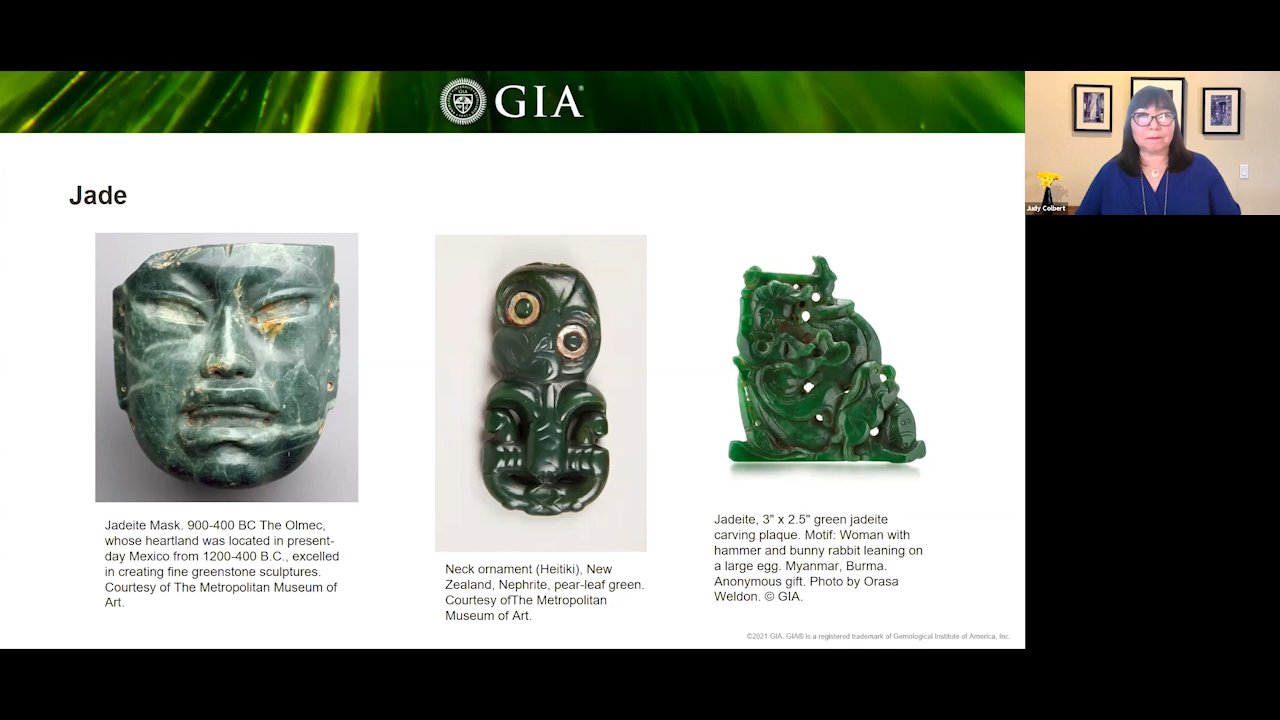 GIA®
Jade
Jadeite Mask. 900-400 BC The Olmec,
whose heartland was located in present-
day Mexico from 1200-400 B.C., excelled
in creating fine greenstone sculptures.
Courtesy of The Metropolitan Museum of
Art.
Neck ornament (Heitiki), New
Zealand, Nephrite, pear-leaf green.
Courtesy ofThe Metropolitan
Museum of Art.
Jadeite, 3" x 2.5" green jadeite
carving plaque. Motif: Woman with
hammer and bunny rabbit leaning on
a large egg. Myanmar, Burma.
Anonymous gift. Photo by Orasa
Weldon. © GIA.
©2021 GIA. GIA® is a registered trademark of Gemological Institute of America, Inc.
Judy Colbert